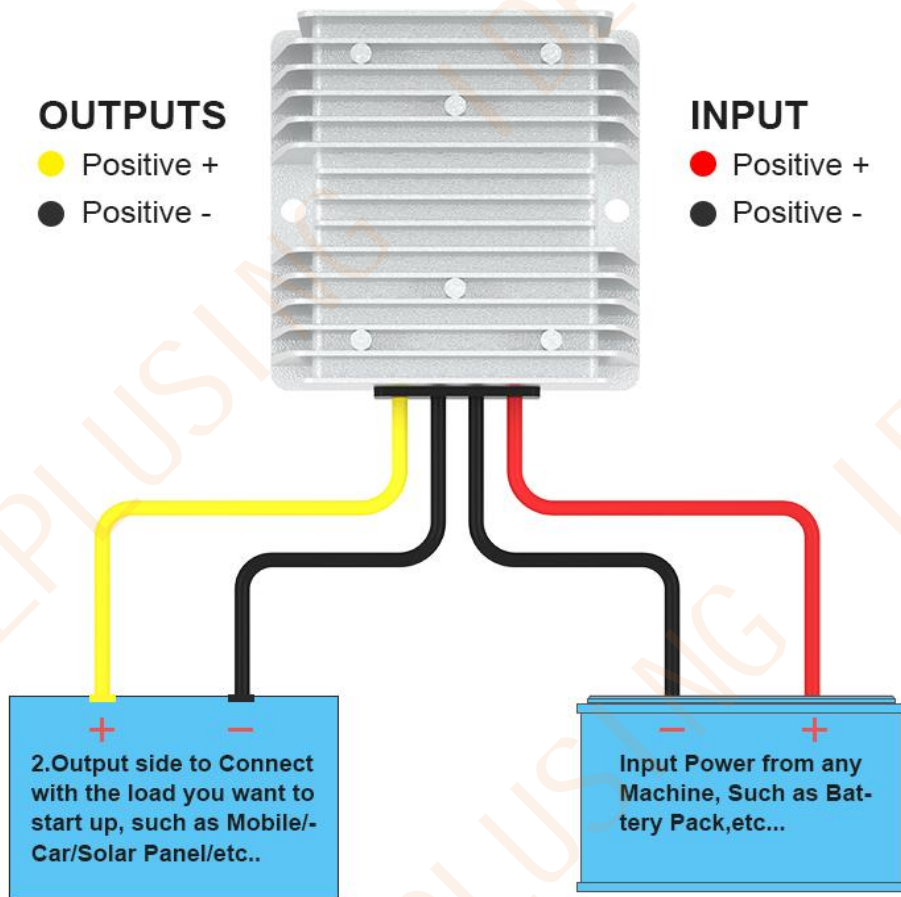 OUTPUTS
Positive +
Positive -
INPUT
Positive +
Positive -
+
−
2.Output side to Connect
with the load you want to
start up, such as Mobile/-
Car/Solar Panel/etc..
−
+
Input Power from any
Machine, Such as Bat-
tery Pack,etc...